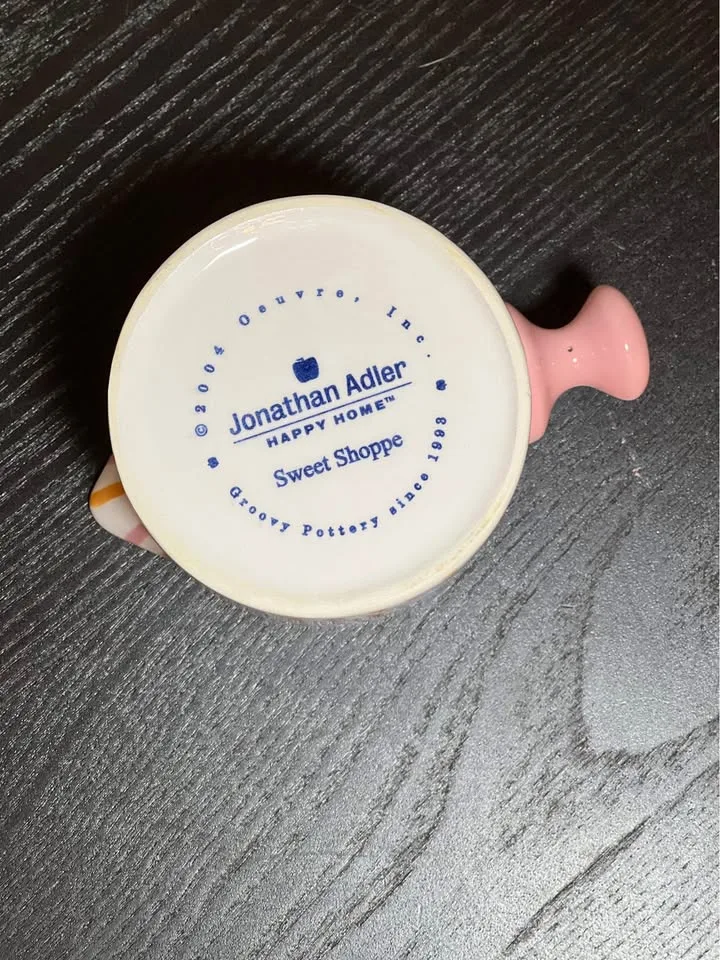 ©2004 Oeuvre, Inc.
Jonathan Adler
HAPPY HOME™
Sweet Shoppe
Groovy Pottery since 1993